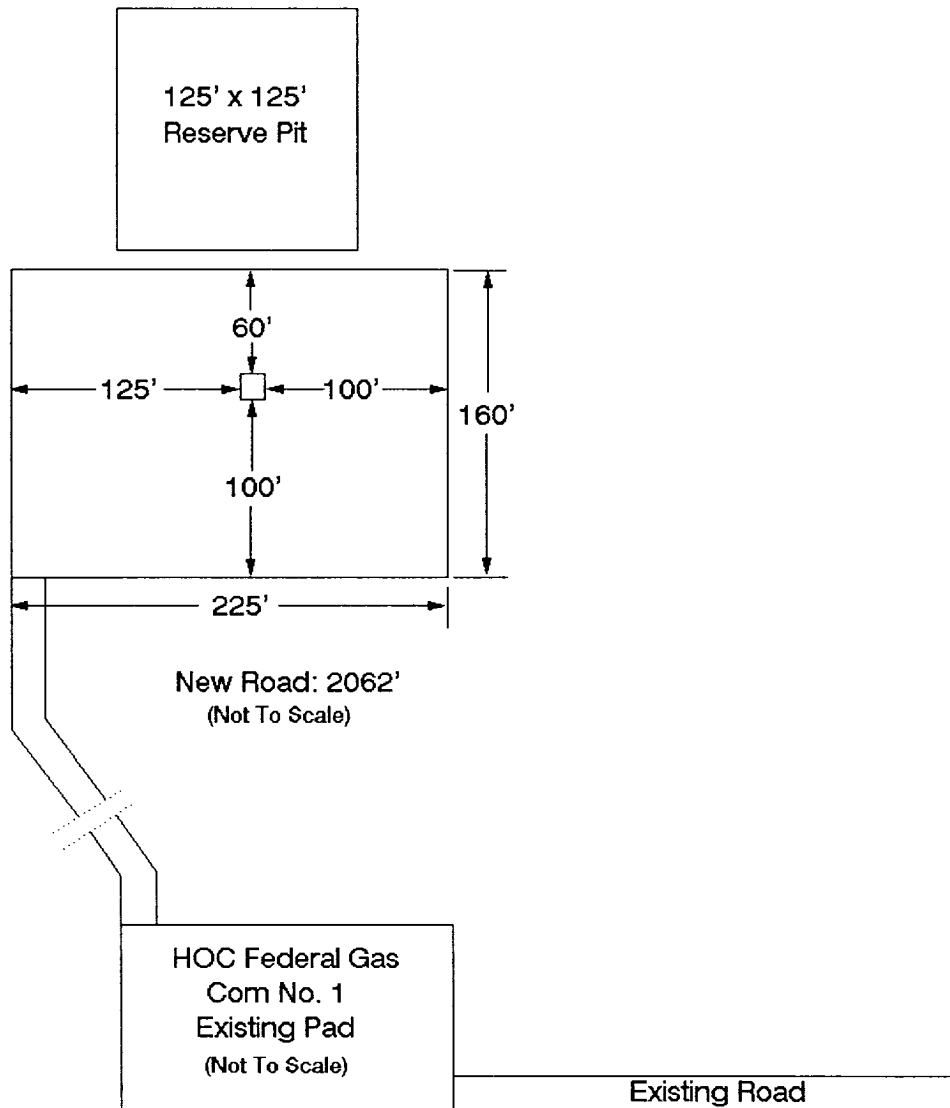 125' x 125'
Reserve Pit
60'
125'
100'
160'
100'
225'
New Road: 2062'
(Not To Scale)
HOC Federal Gas
Com No. 1
Existing Pad
(Not To Scale)
Existing Road